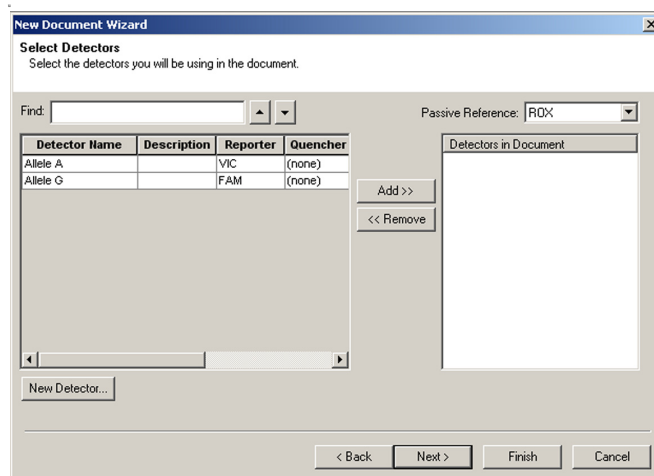 New Document Wizard
Select Detectors
Select the detectors you will be using in the document.
Find:
Passive Reference: ROX
Detector Name Description Reporter Quencher
Allele A VIC (none)
Allele G FAM (none)
Detectors in Document
Add >>
<< Remove
New Detector...
< Back Next > Finish Cancel